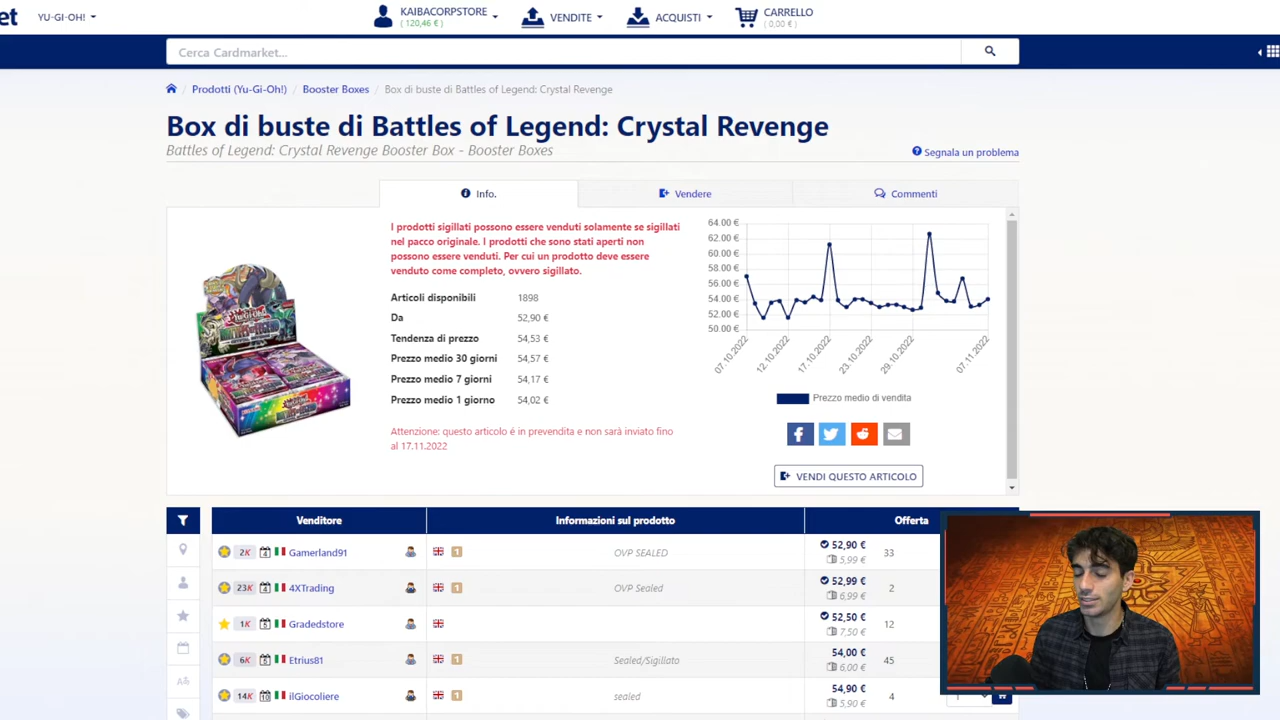 et YU-GI-OH! KAIBACORPSTORE VENDITE ACQUISTI CARRELLO
( 120,46 € ) ( 0,00 € )
Cerca Cardmarket...
Prodotti (Yu-Gi-Oh!) / Booster Boxes / Box di buste di Battles of Legend: Crystal Revenge
Box di buste di Battles of Legend: Crystal Revenge
Battles of Legend: Crystal Revenge Booster Box - Booster Boxes
Segnala un problema
Info. Vendere Commenti
I prodotti sigillati possono essere venduti solamente se sigillati
nel pacco originale. I prodotti che sono stati aperti non
possono essere venduti. Per cui un prodotto deve essere
venduto come completo, ovvero sigillato.
Articoli disponibili 1898
Da 52,90 €
Tendenza di prezzo 54,53 €
Prezzo medio 30 giorni 54,57 €
Prezzo medio 7 giorni 54,17 €
Prezzo medio 1 giorno 54,02 €
Attenzione: questo articolo é in prevendita e non sarà inviato fino
al 17.11.2022
64.00 €
62.00 €
60.00 €
58.00 €
56.00 €
54.00 €
52.00 €
50.00 €
07.10.2022 12.10.2022 17.10.2022 23.10.2022 29.10.2022 07.11.2022
Prezzo medio di vendita
VENDI QUESTO ARTICOLO
Venditore Informazioni sul prodotto Offerta
2K Gamerland91 1 OVP SEALED 52,90 € 33
5,99 €
23K 4XTrading 1 OVP Sealed 52,99 € 2
6,99 €
1K Gradedstore 52,50 € 12
7,50 €
6K Etrius81 1 Sealed/Sigillato 54,00 € 45
6,00 €
14K ilGiocoliere 1 sealed 54,90 € 4
5,90 €